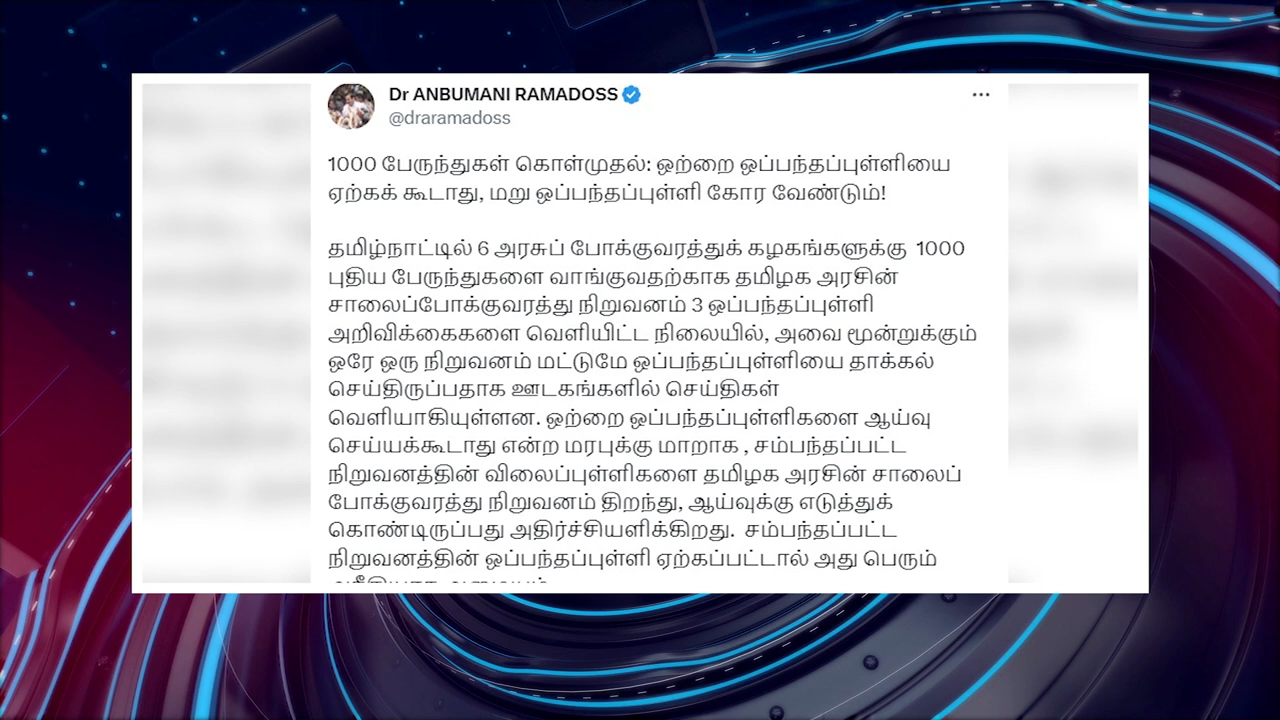 Dr ANBUMANI RAMADOSS
@draramadoss
1000 பேருந்துகள் கொள்முதல்: ஒற்றை ஒப்பந்தப்புள்ளியை
ஏற்கக் கூடாது, மறு ஒப்பந்தப்புள்ளி கோர வேண்டும்!
தமிழ்நாட்டில் 6 அரசுப் போக்குவரத்துக் கழகங்களுக்கு 1000
புதிய பேருந்துகளை வாங்குவதற்காக தமிழக அரசின்
சாலைப்போக்குவரத்து நிறுவனம் 3 ஒப்பந்தப்புள்ளி
அறிவிக்கைகளை வெளியிட்ட நிலையில், அவை மூன்றுக்கும்
ஒரே ஒரு நிறுவனம் மட்டுமே ஒப்பந்தப்புள்ளியை தாக்கல்
செய்திருப்பதாக ஊடகங்களில் செய்திகள்
வெளியாகியுள்ளன. ஒற்றை ஒப்பந்தப்புள்ளிகளை ஆய்வு
செய்யக்கூடாது என்ற மரபுக்கு மாறாக , சம்பந்தப்பட்ட
நிறுவனத்தின் விலைப்புள்ளிகளை தமிழக அரசின் சாலைப்
போக்குவரத்து நிறுவனம் திறந்து, ஆய்வுக்கு எடுத்துக்
கொண்டிருப்பது அதிர்ச்சியளிக்கிறது. சம்பந்தப்பட்ட
நிறுவனத்தின் ஒப்பந்தப்புள்ளி ஏற்கப்பட்டால் அது பெரும்